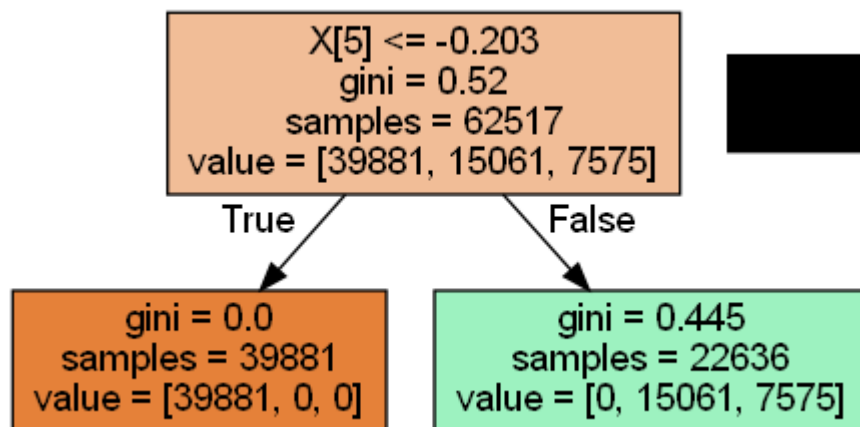 X[5] <= -0.203
gini = 0.52
samples = 62517
value = [39881, 15061, 7575]
True
False
gini = 0.0
samples = 39881
value = [39881, 0, 0]
gini = 0.445
samples = 22636
value = [0, 15061, 7575]